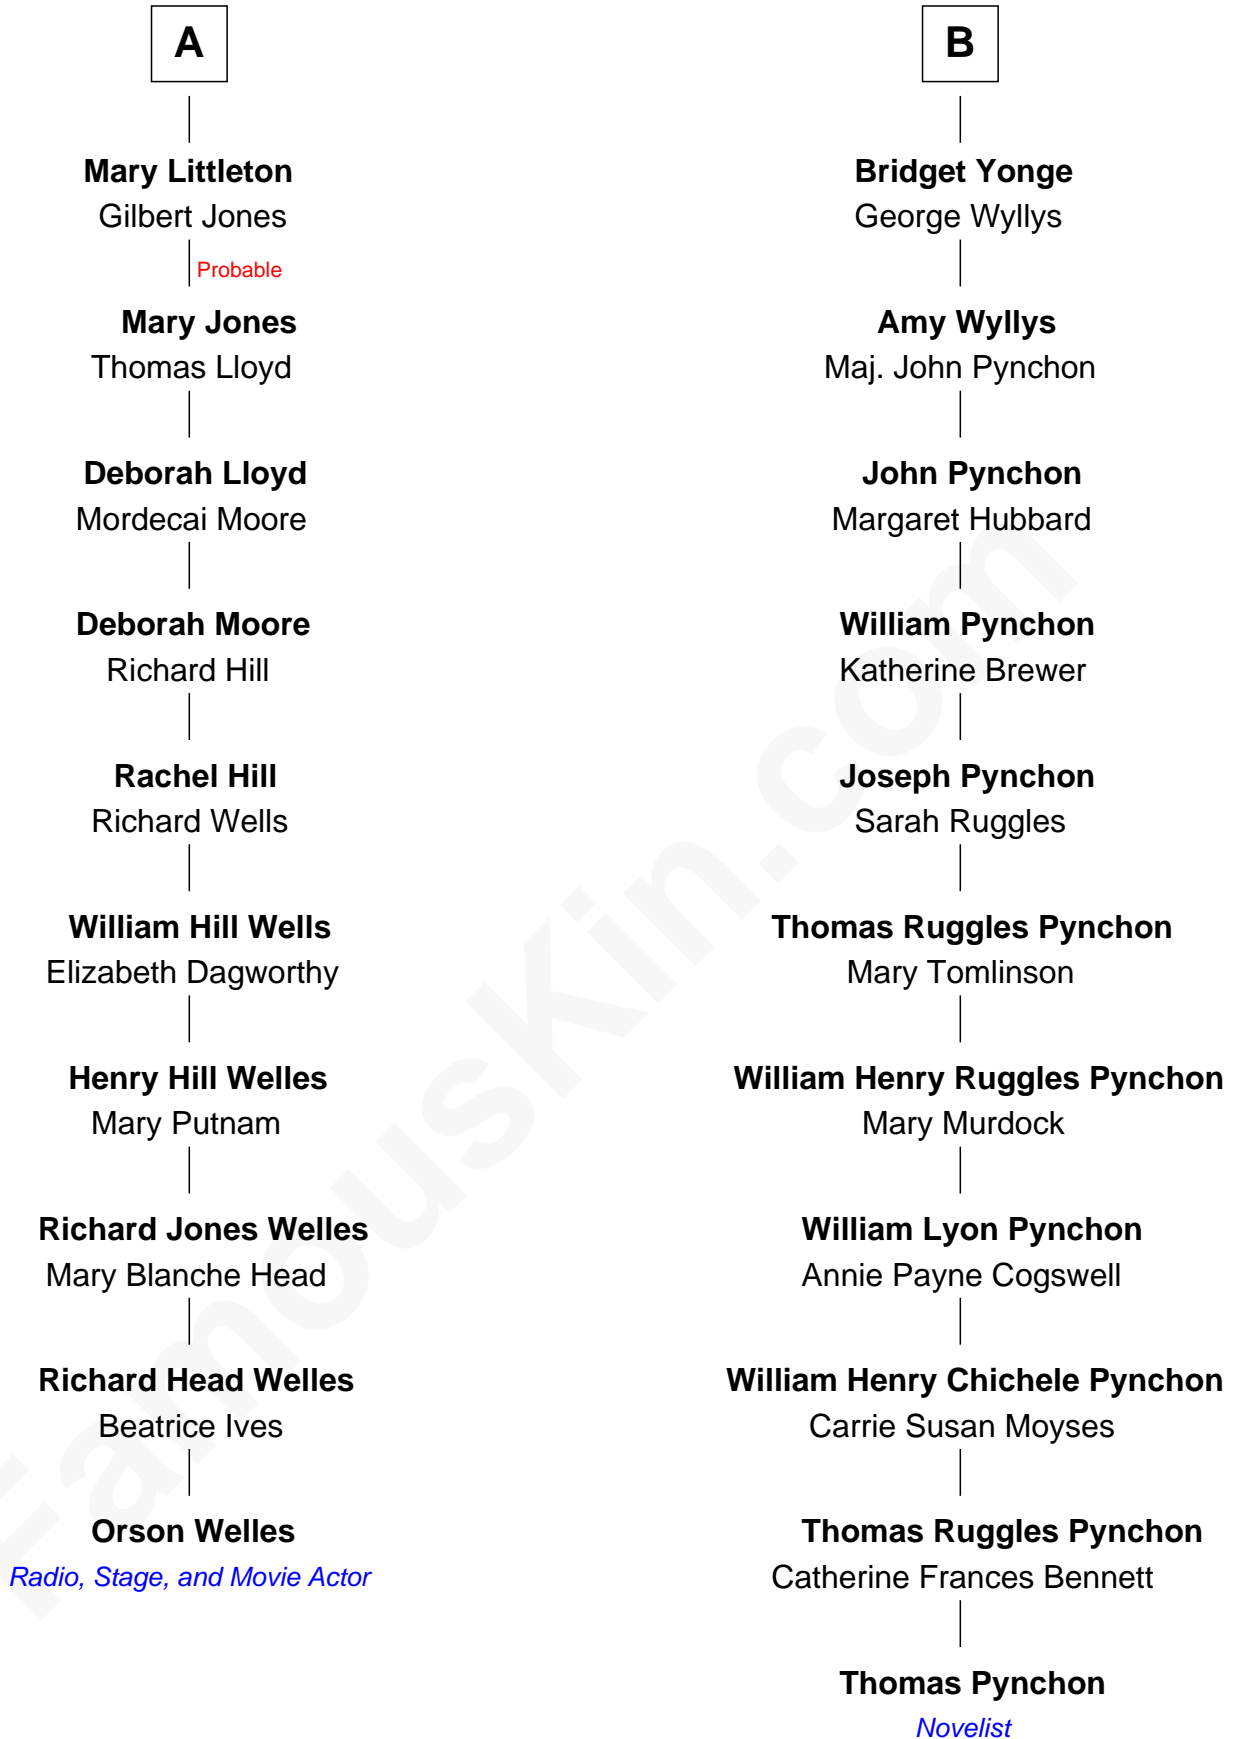 A
Mary Littleton
Gilbert Jones
Probable
Mary Jones
Thomas Lloyd
Deborah Lloyd
Mordecai Moore
Deborah Moore
Richard Hill
Rachel Hill
Richard Wells
William Hill Wells
Elizabeth Dagworthy
Henry Hill Welles
Mary Putnam
Richard Jones Welles
Mary Blanche Head
Richard Head Welles
Beatrice Ives
Orson Welles
Radio, Stage, and Movie Actor
B
Bridget Yonge
George Wyllys
Amy Wyllys
Maj. John Pynchon
John Pynchon
Margaret Hubbard
William Pynchon
Katherine Brewer
Joseph Pynchon
Sarah Ruggles
Thomas Ruggles Pynchon
Mary Tomlinson
William Henry Ruggles Pynchon
Mary Murdock
William Lyon Pynchon
Annie Payne Cogswell
William Henry Chichele Pynchon
Carrie Susan Moyses
Thomas Ruggles Pynchon
Catherine Frances Bennett
Thomas Pynchon
Novelist
FamousKin.com